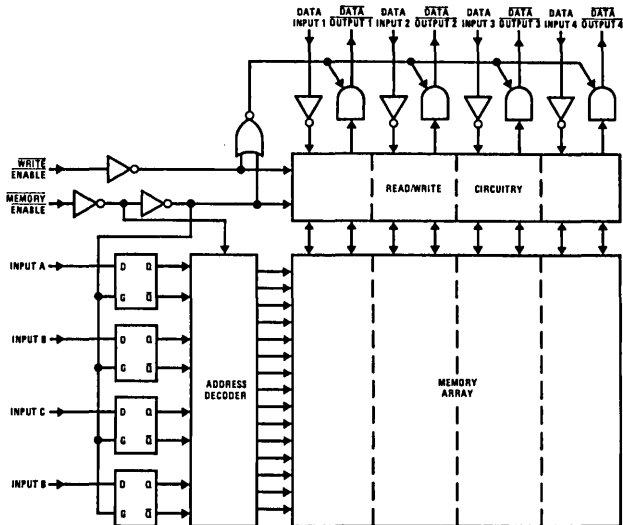 DATA INPUT 1
DATA OUTPUT 1
DATA INPUT 2
DATA OUTPUT 2
DATA INPUT 3
DATA OUTPUT 3
DATA INPUT 4
DATA OUTPUT 4
WRITE
ENABLE
READ/WRITE CIRCUITRY
MEMORY
ENABLE
INPUT A
D Q
G Q
INPUT B
D Q
G Q
ADDRESS
DECODER
MEMORY
ARRAY
INPUT C
D Q
G Q
INPUT B
D Q
G Q